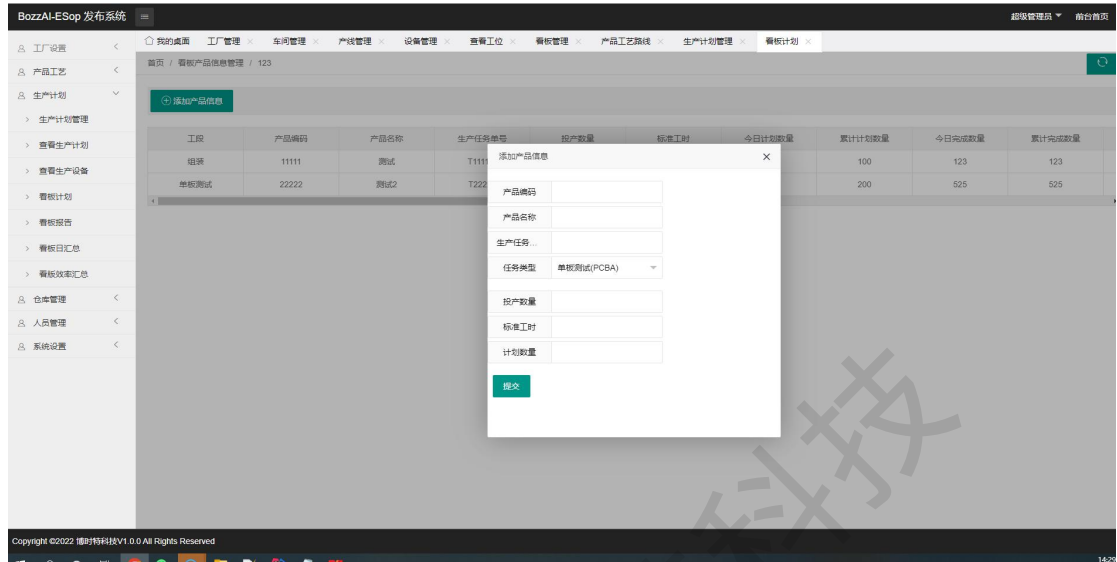 BozzAI-ESop 发布系统
超级管理员 前台首页
工厂设置
产品工艺
生产计划
生产计划管理
查看生产计划
查看生产设备
看板计划
看板报告
看板日汇总
看板效率汇总
仓库管理
人员管理
系统设置
我的桌面 工厂管理 车间管理 产线管理 设备管理 查看工位 看板管理 产品工艺路线 生产计划管理 看板计划
首页 / 看板产品信息管理 / 123
添加产品信息
工段 产品编码 产品名称 生产任务单号 投产数量 标准工时 今日计划数量 累计计划数量 今日完成数量 累计完成数量
组装 11111 测试 T1111 100 123 123
单板测试 22222 测试2 T222 200 525 525
添加产品信息
产品编码
产品名称
生产任务...
任务类型 单板测试(PCBA)
投产数量
标准工时
计划数量
提交
科技
Copyright ©2022 博时特科技V1.0.0 All Rights Reserved
14:29